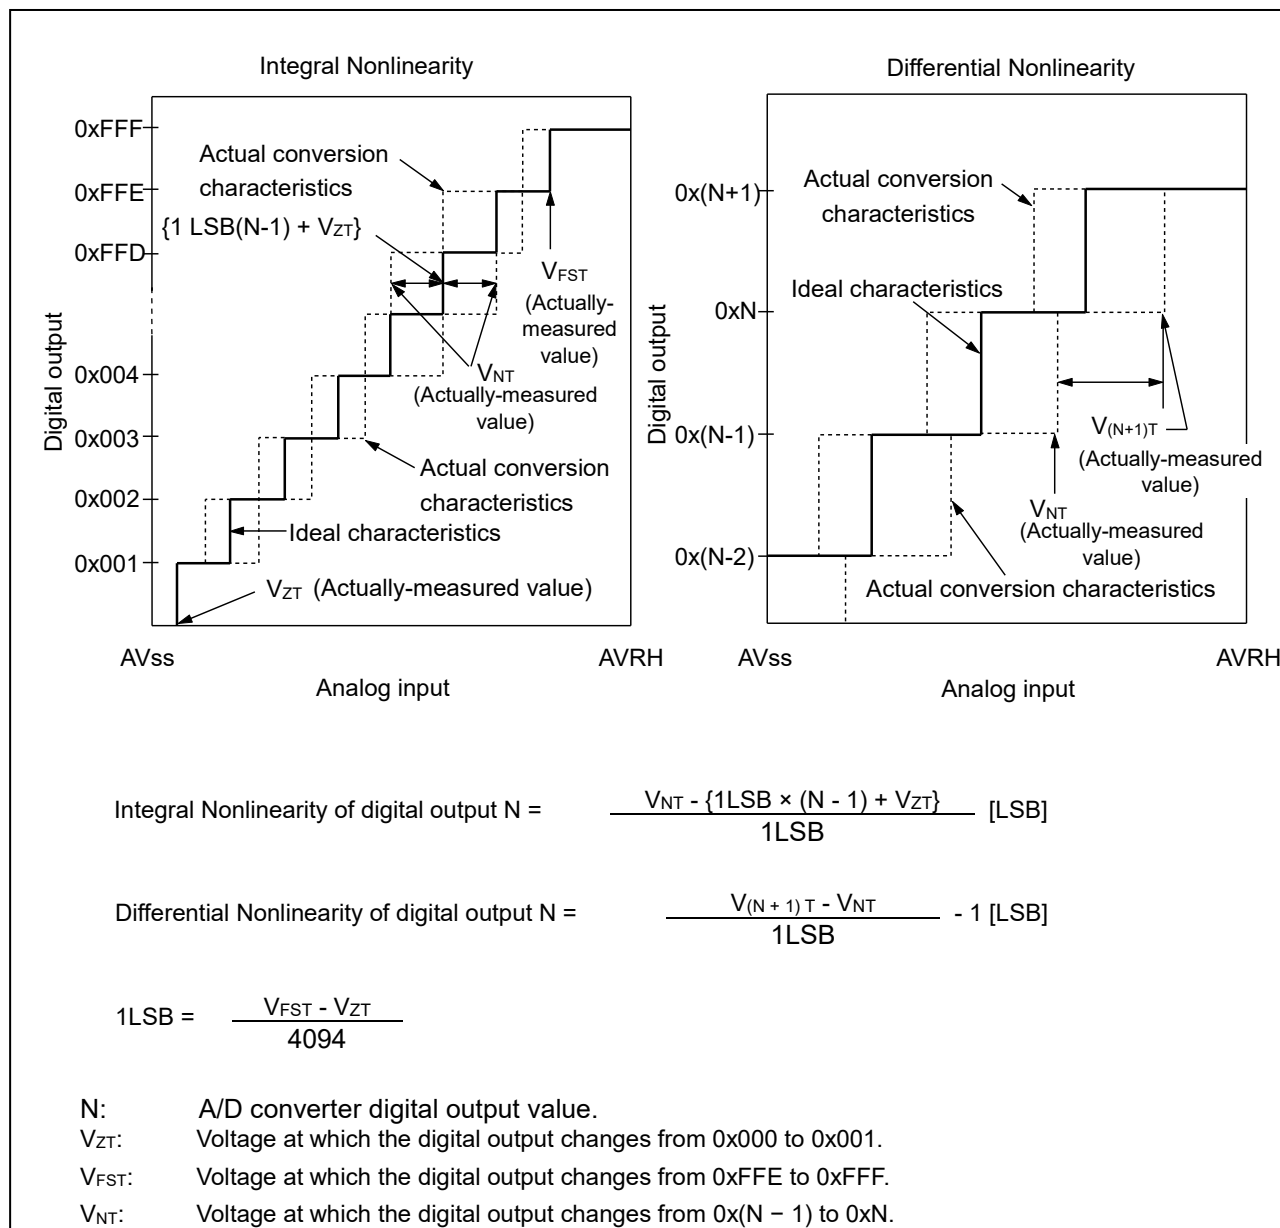 Integral Nonlinearity
0xFFF
0xFFE
0xFFD
0x004
0x003
0x002
0x001
Digital output
Actual conversion
characteristics
{1 LSB(N-1) + VZT}
VFST
(Actually-
measured
value)
VNT
(Actually-measured
value)
Actual conversion
characteristics
Ideal characteristics
VZT (Actually-measured value)
AVss
AVRH
Analog input
Differential Nonlinearity
0x(N+1)
0xN
0x(N-1)
0x(N-2)
Digital output
Actual conversion
characteristics
Ideal characteristics
V(N+1)T
(Actually-measured
value)
VNT
(Actually-measured
value)
Actual conversion characteristics
AVss
AVRH
Analog input
Integral Nonlinearity of digital output N = VNT - {1LSB × (N - 1) + VZT} [LSB]
1LSB
Differential Nonlinearity of digital output N = V(N + 1) T - VNT - 1 [LSB]
1LSB
1LSB = VFST - VZT
4094
N: A/D converter digital output value.
VZT: Voltage at which the digital output changes from 0x000 to 0x001.
VFST: Voltage at which the digital output changes from 0xFFE to 0xFFF.
VNT: Voltage at which the digital output changes from 0x(N − 1) to 0xN.